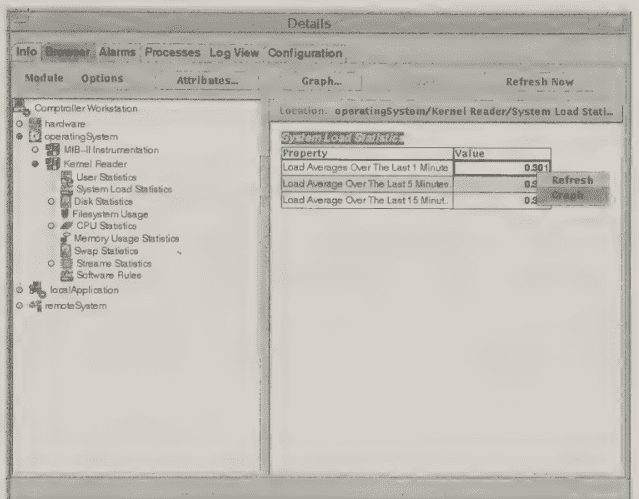 Details
Info Browser Alarms Processes Log View Configuration
Module Options Attributes... Graph... Refresh Now
Comptroller Workstation
hardware
operatingSystem
MIB-II Instrumentation
Kernel Reader
User Statistics
System Load Statistics
Disk Statistics
Filesystem Usage
CPU Statistics
Memory Usage Statistics
Swap Statistics
Streams Statistics
Software Rules
localApplication
remoteSystem
Location: operatingSystom/Kernel Reader/System Load Stati...
System Load Statistics
Property Value
Load Averages Over The Last 1 Minute 0.301
Load Average Over The Last 5 Minutes.
Load Average Over The Last 15 Minut..
Refresh
Graph